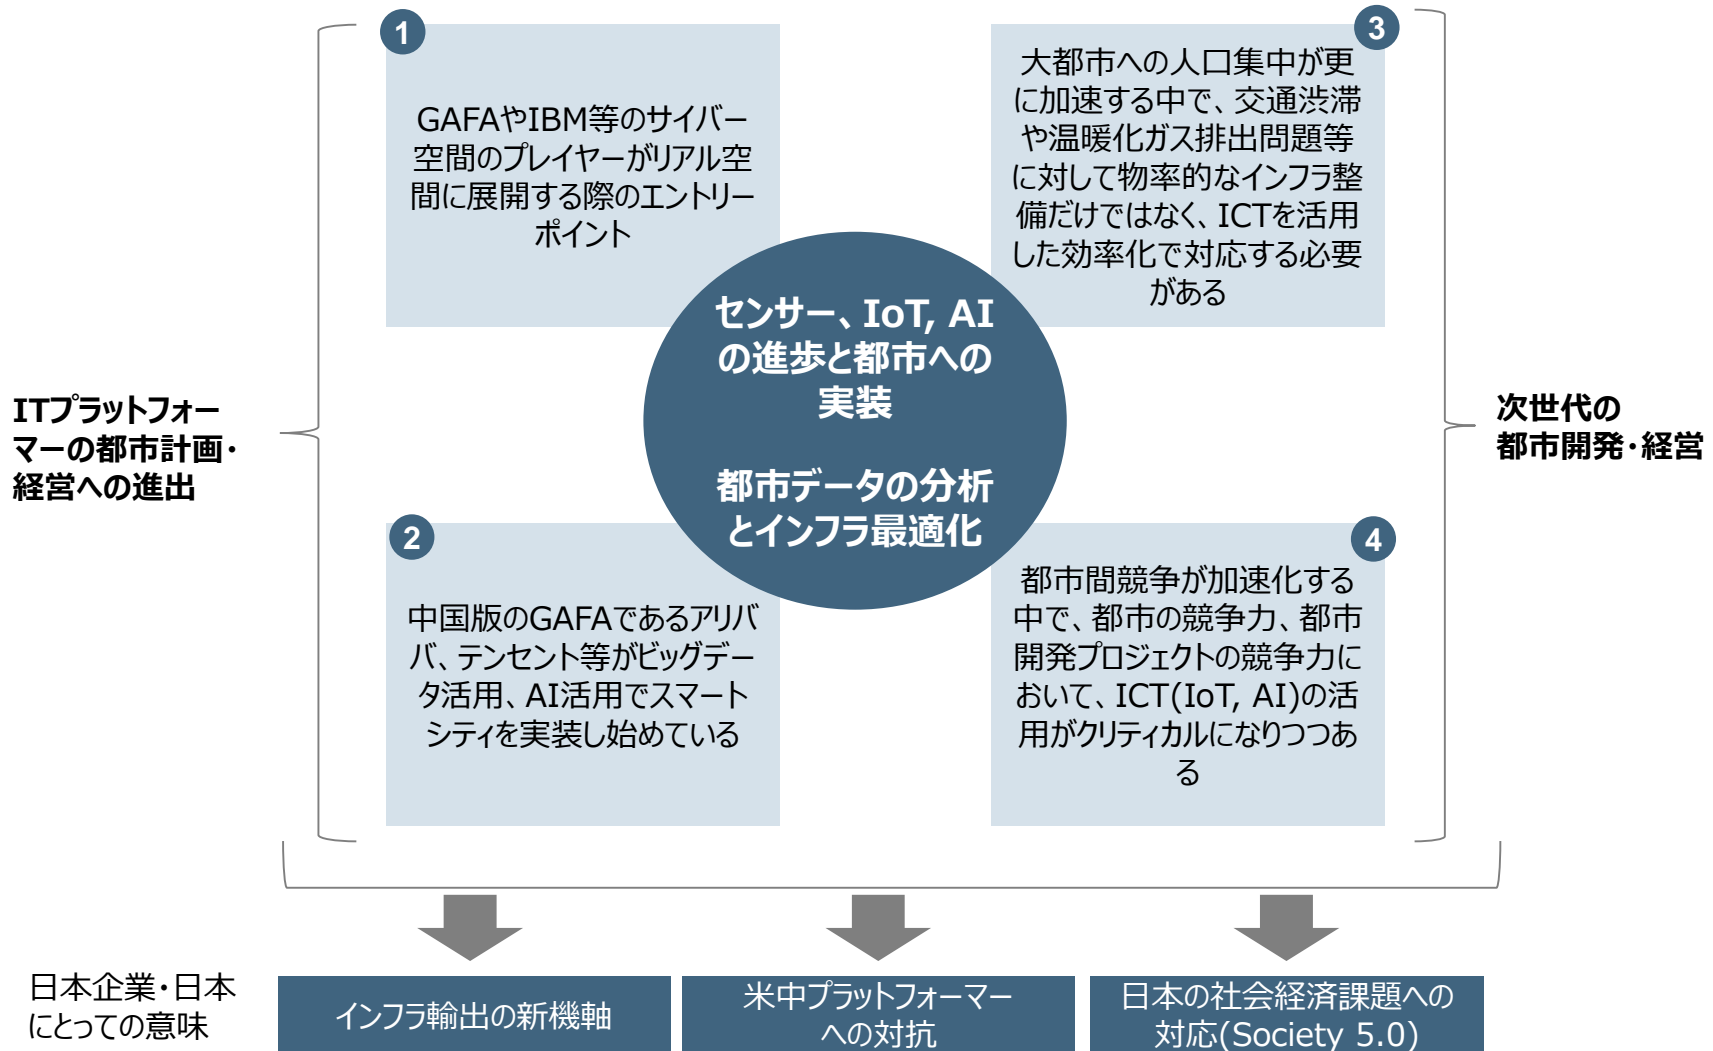 1
GAFAやIBM等のサイバー
空間のプレイヤーがリアル空
間に展開する際のエントリー
ポイント
3
大都市への人口集中が更
に加速する中で、交通渋滞
や温暖化ガス排出問題等
に対して物率的なインフラ整
備だけではなく、ICTを活用
した効率化で対応する必要
がある
センサー、IoT, AI
の進歩と都市への
実装
都市データの分析
とインフラ最適化
ITプラットフォー
マーの都市計画・
経営への進出
次世代の
都市開発・経営
2
中国版のGAFAであるアリバ
バ、テンセント等がビッグデー
タ活用、AI活用でスマート
シティを実装し始めている
4
都市間競争が加速化する
中で、都市の競争力、都市
開発プロジェクトの競争力に
おいて、ICT(IoT, AI)の活
用がクリティカルになりつつあ
る
日本企業・日本
にとっての意味
インフラ輸出の新機軸
米中プラットフォーマー
への対抗
日本の社会経済課題への
対応(Society 5.0)